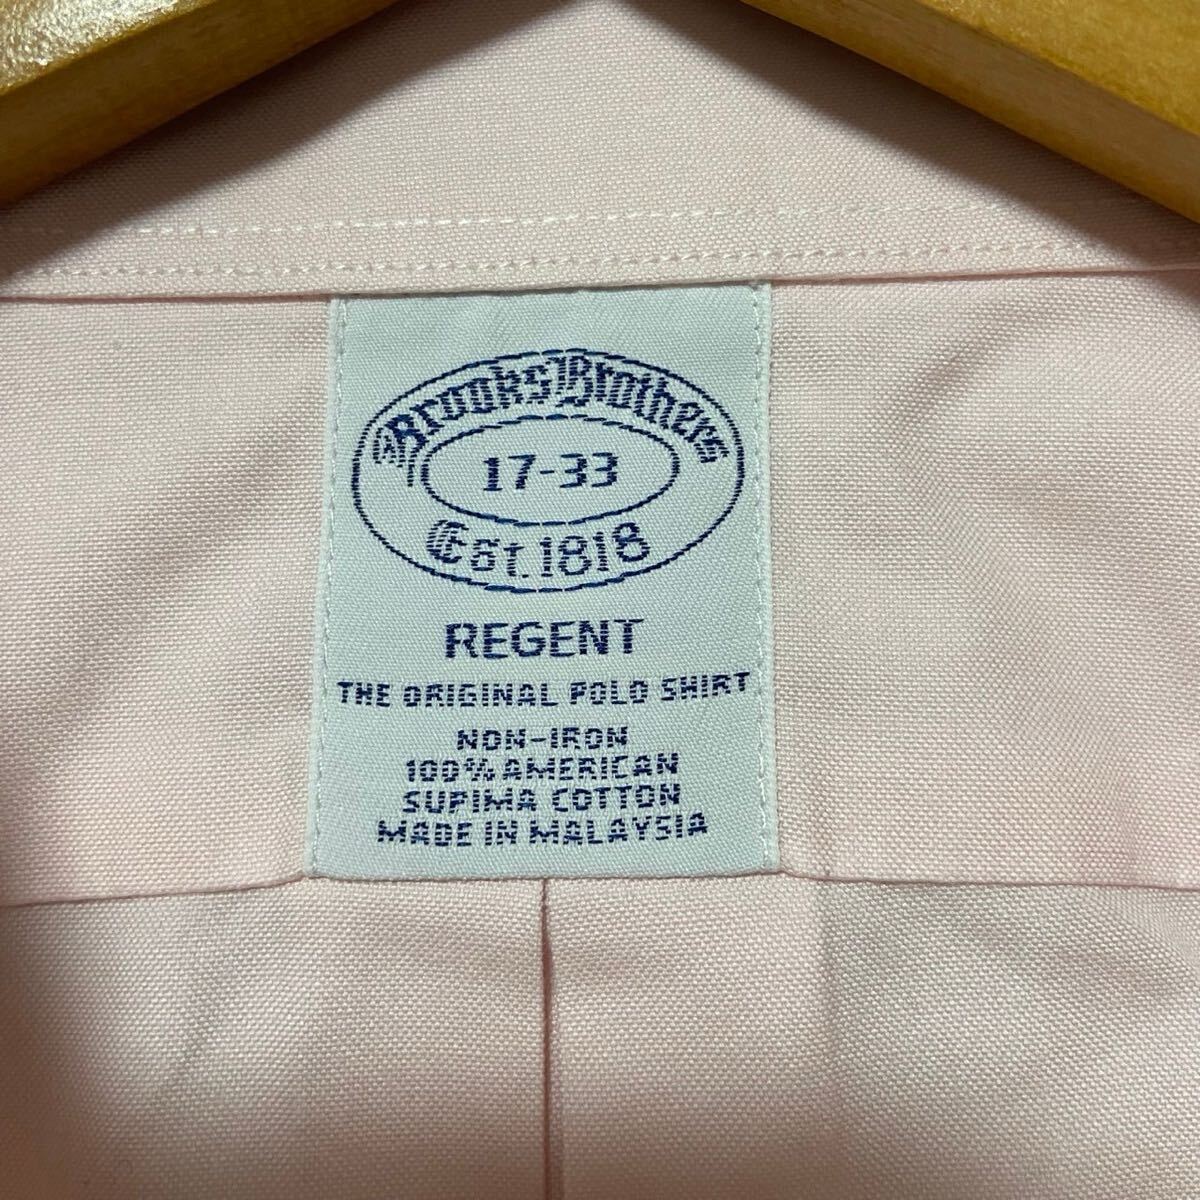 Brooks Brothers
17-33
Est. 1818
REGENT
THE ORIGINAL POLO SHIRT
NON-IRON
100% AMERICAN
SUPIMA COTTON
MADE IN MALAYSIA